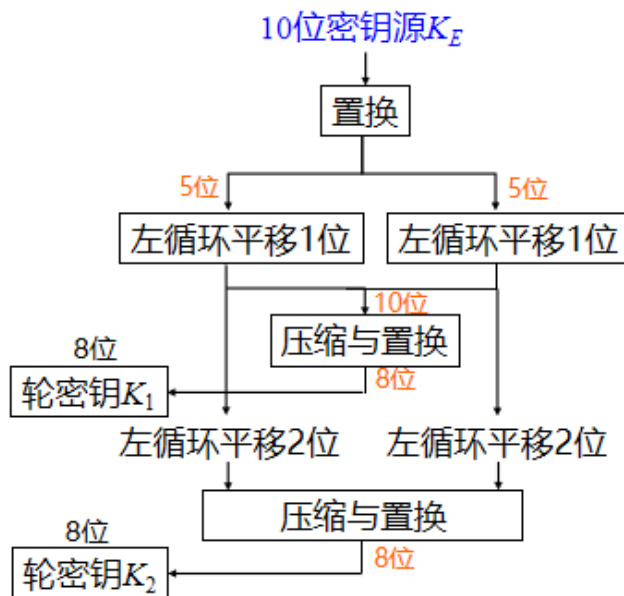 10位密钥源K_E
置换
5位
5位
左循环平移1位
左循环平移1位
10位
压缩与置换
8位
8位
轮密钥K₁
左循环平移2位
左循环平移2位
压缩与置换
8位
8位
轮密钥K₂